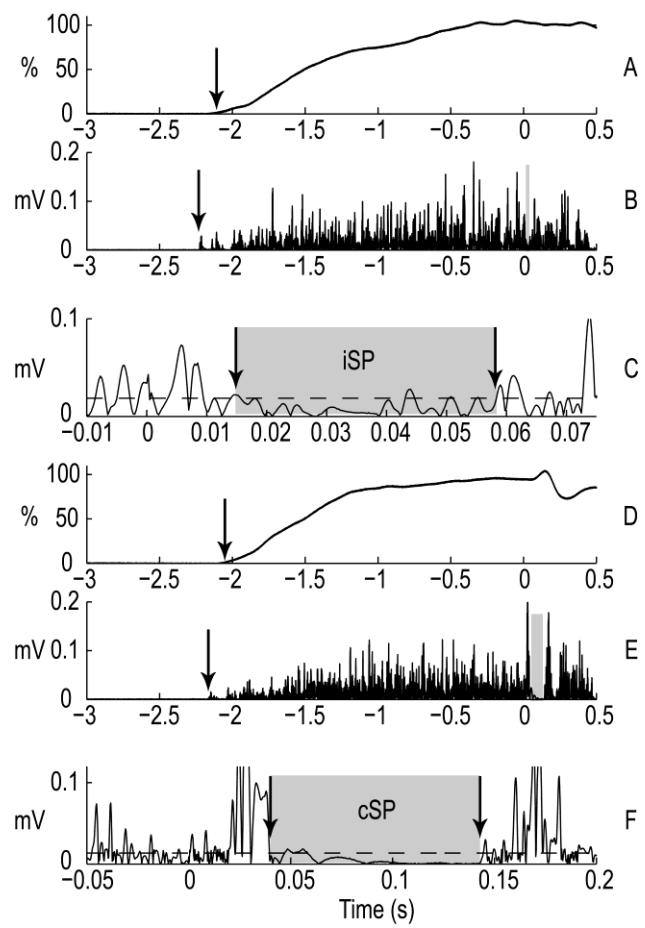 100
%
50
0
A
−3 −2.5 −2 −1.5 −1 −0.5 0 0.5
0.2
mV 0.1
0
B
−3 −2.5 −2 −1.5 −1 −0.5 0 0.5
0.1
iSP
mV
C
0
−0.01 0 0.01 0.02 0.03 0.04 0.05 0.06 0.07
100
%
50
0
D
−3 −2.5 −2 −1.5 −1 −0.5 0 0.5
0.2
mV 0.1
0
E
−3 −2.5 −2 −1.5 −1 −0.5 0 0.5
0.1
cSP
mV
F
0
−0.05 0 0.05 0.1 0.15 0.2
Time (s)